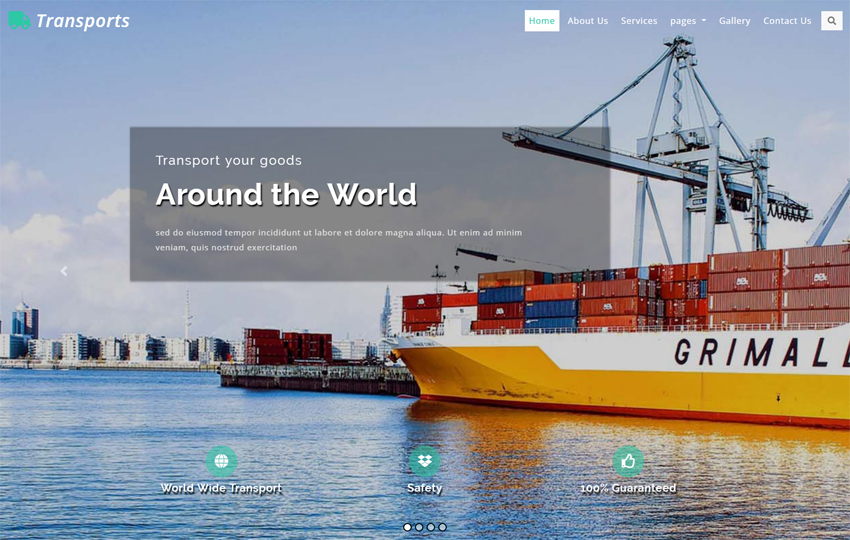 Transports
Home About Us Services pages Gallery Contact Us
Transport your goods
Around the World
sed do eiusmod tempor incididunt ut labore et dolore magna aliqua. Ut enim ad minim
veniam, quis nostrud exercitation
GRIMAL
World Wide Transport Safety 100% Guaranteed